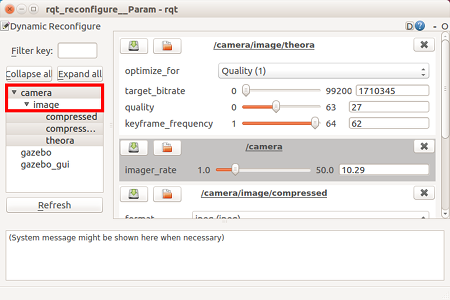 rqt_reconfigure__Param - rqt
Dynamic Reconfigure
D ? - O
Filter key:
Collapse all Expand all
camera
image
compressed
compress...
theora
gazebo
gazebo_gui
Refresh
/camera/image/theora
optimize_for Quality (1)
target_bitrate 0 99200 1710345
quality 0 63 27
keyframe_frequency 1 64 62
/camera
imager_rate 1.0 50.0 10.29
/camera/image/compressed
format jpeg (jpeg)
(System message might be shown here when necessary)